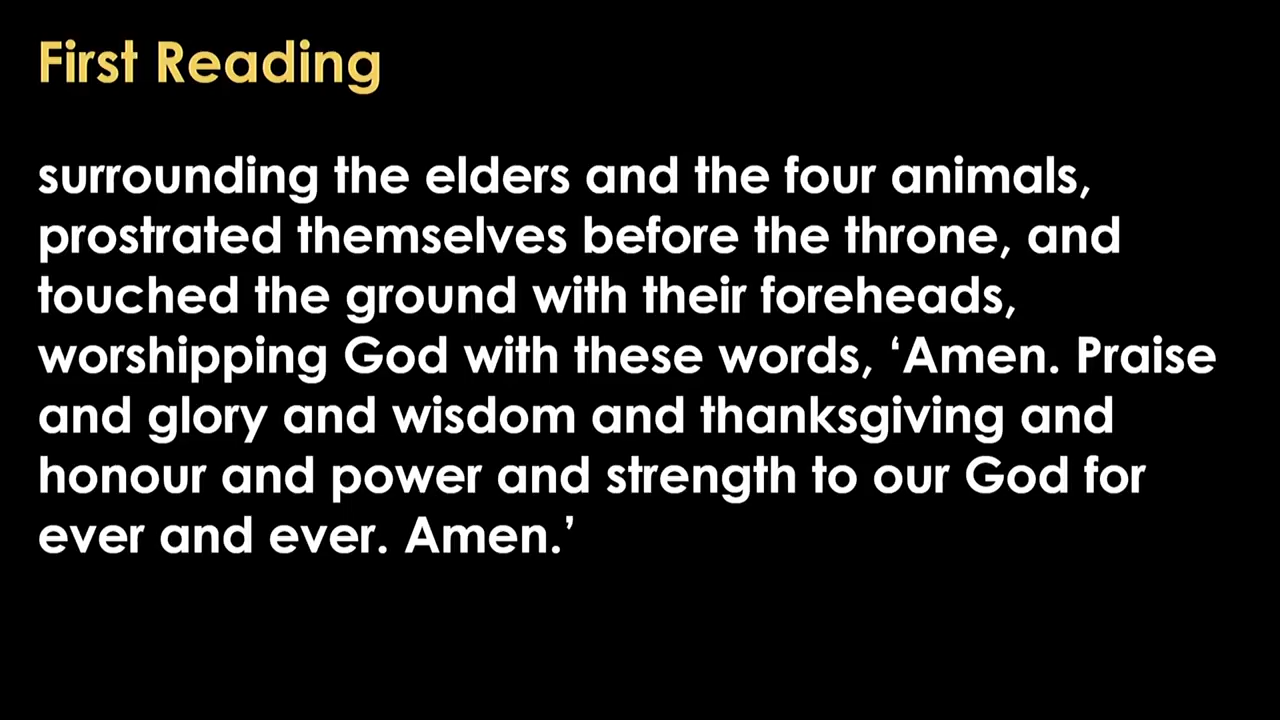 First Reading
surrounding the elders and the four animals,
prostrated themselves before the throne, and
touched the ground with their foreheads,
worshipping God with these words, ‘Amen. Praise
and glory and wisdom and thanksgiving and
honour and power and strength to our God for
ever and ever. Amen.’